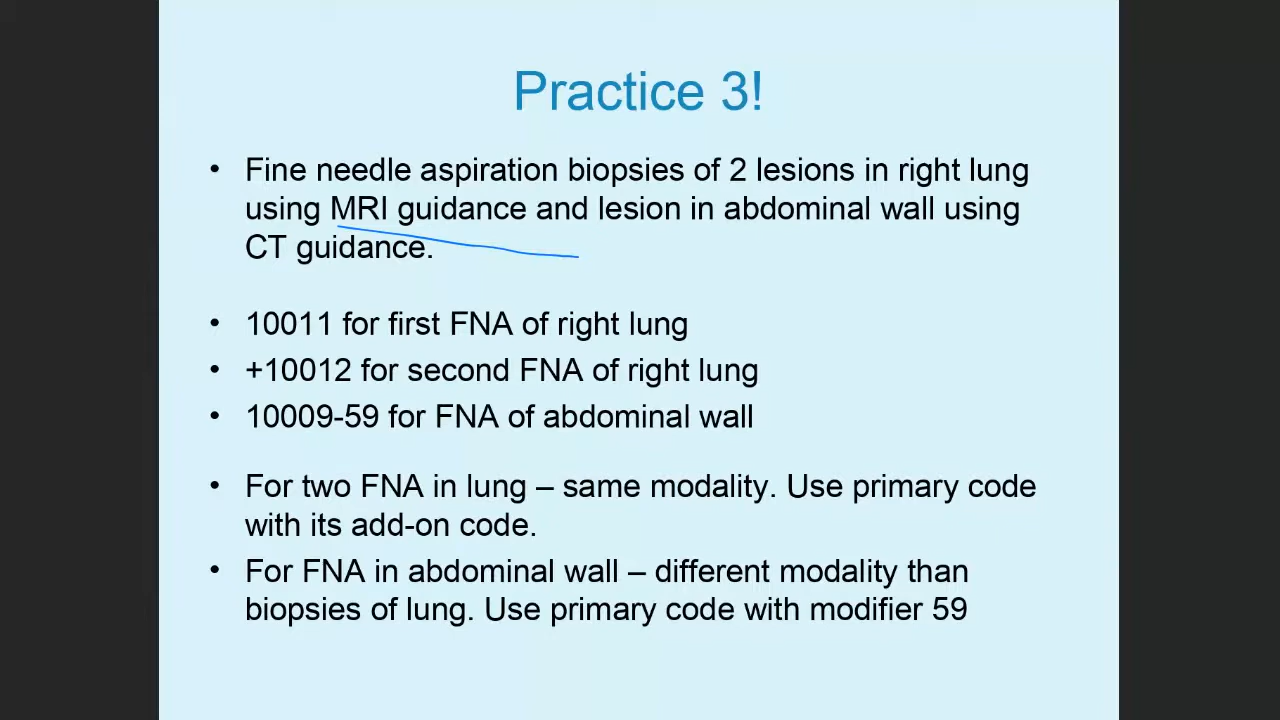 Practice 3!
• Fine needle aspiration biopsies of 2 lesions in right lung
using MRI guidance and lesion in abdominal wall using
CT guidance.
• 10011 for first FNA of right lung
• +10012 for second FNA of right lung
• 10009-59 for FNA of abdominal wall
• For two FNA in lung – same modality. Use primary code
with its add-on code.
• For FNA in abdominal wall – different modality than
biopsies of lung. Use primary code with modifier 59